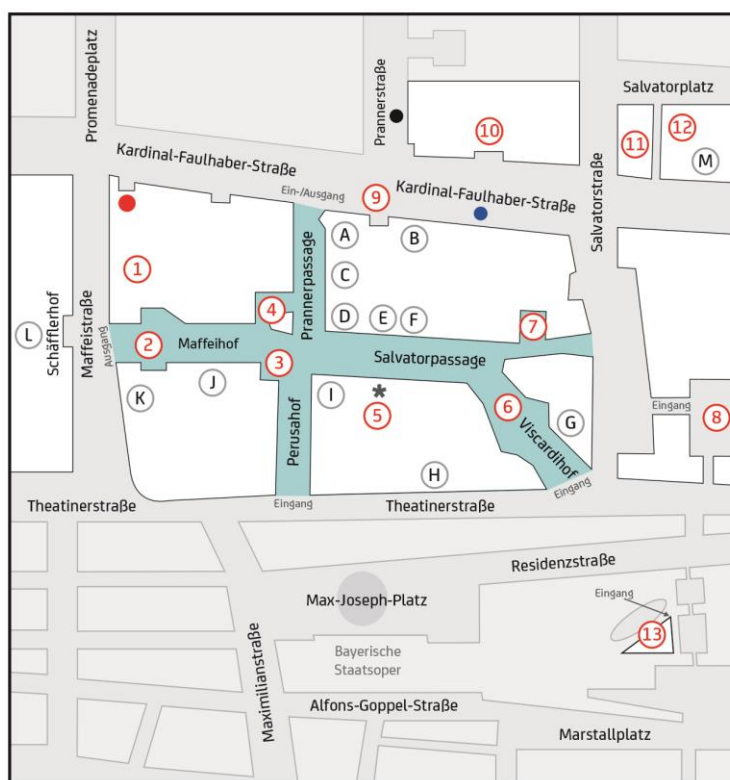 Promenadeplatz
Prannerstraße
Salvatorplatz
10
11
12
M
Kardinal-Faulhaber-Straße
Ein-/Ausgang
9
Kardinal-Faulhaber-Straße
Salvatorstraße
A
B
1
Prannerpassage
C
4
D
E
F
7
L
Schäfflerhof
Maffeistraße
Ausgang
2
Maffeihof
3
Salvatorpassage
K
J
I
*
5
6
G
Viscardihof
Eingang
8
Perusahof
H
Theatinerstraße
Eingang
Theatinerstraße
Eingang
Residenzstraße
Max-Joseph-Platz
Eingang
13
Maximilianstraße
Bayerische
Staatsoper
Alfons-Goppel-Straße
Marstallplatz